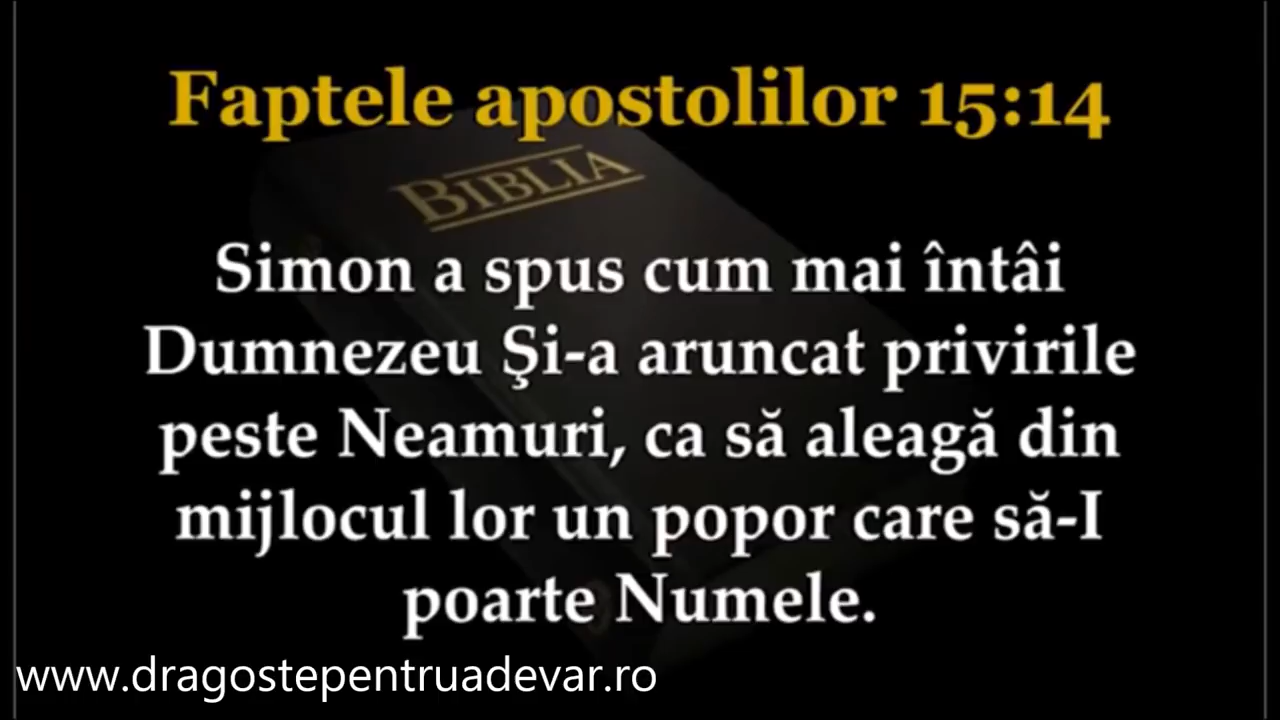 Faptele apostolilor 15:14
BIBLIA
Simon a spus cum mai întâi
Dumnezeu Şi-a aruncat privirile
peste Neamuri, ca să aleagă din
mijlocul lor un popor care să-I
poarte Numele.
www.dragostepentruadevar.ro